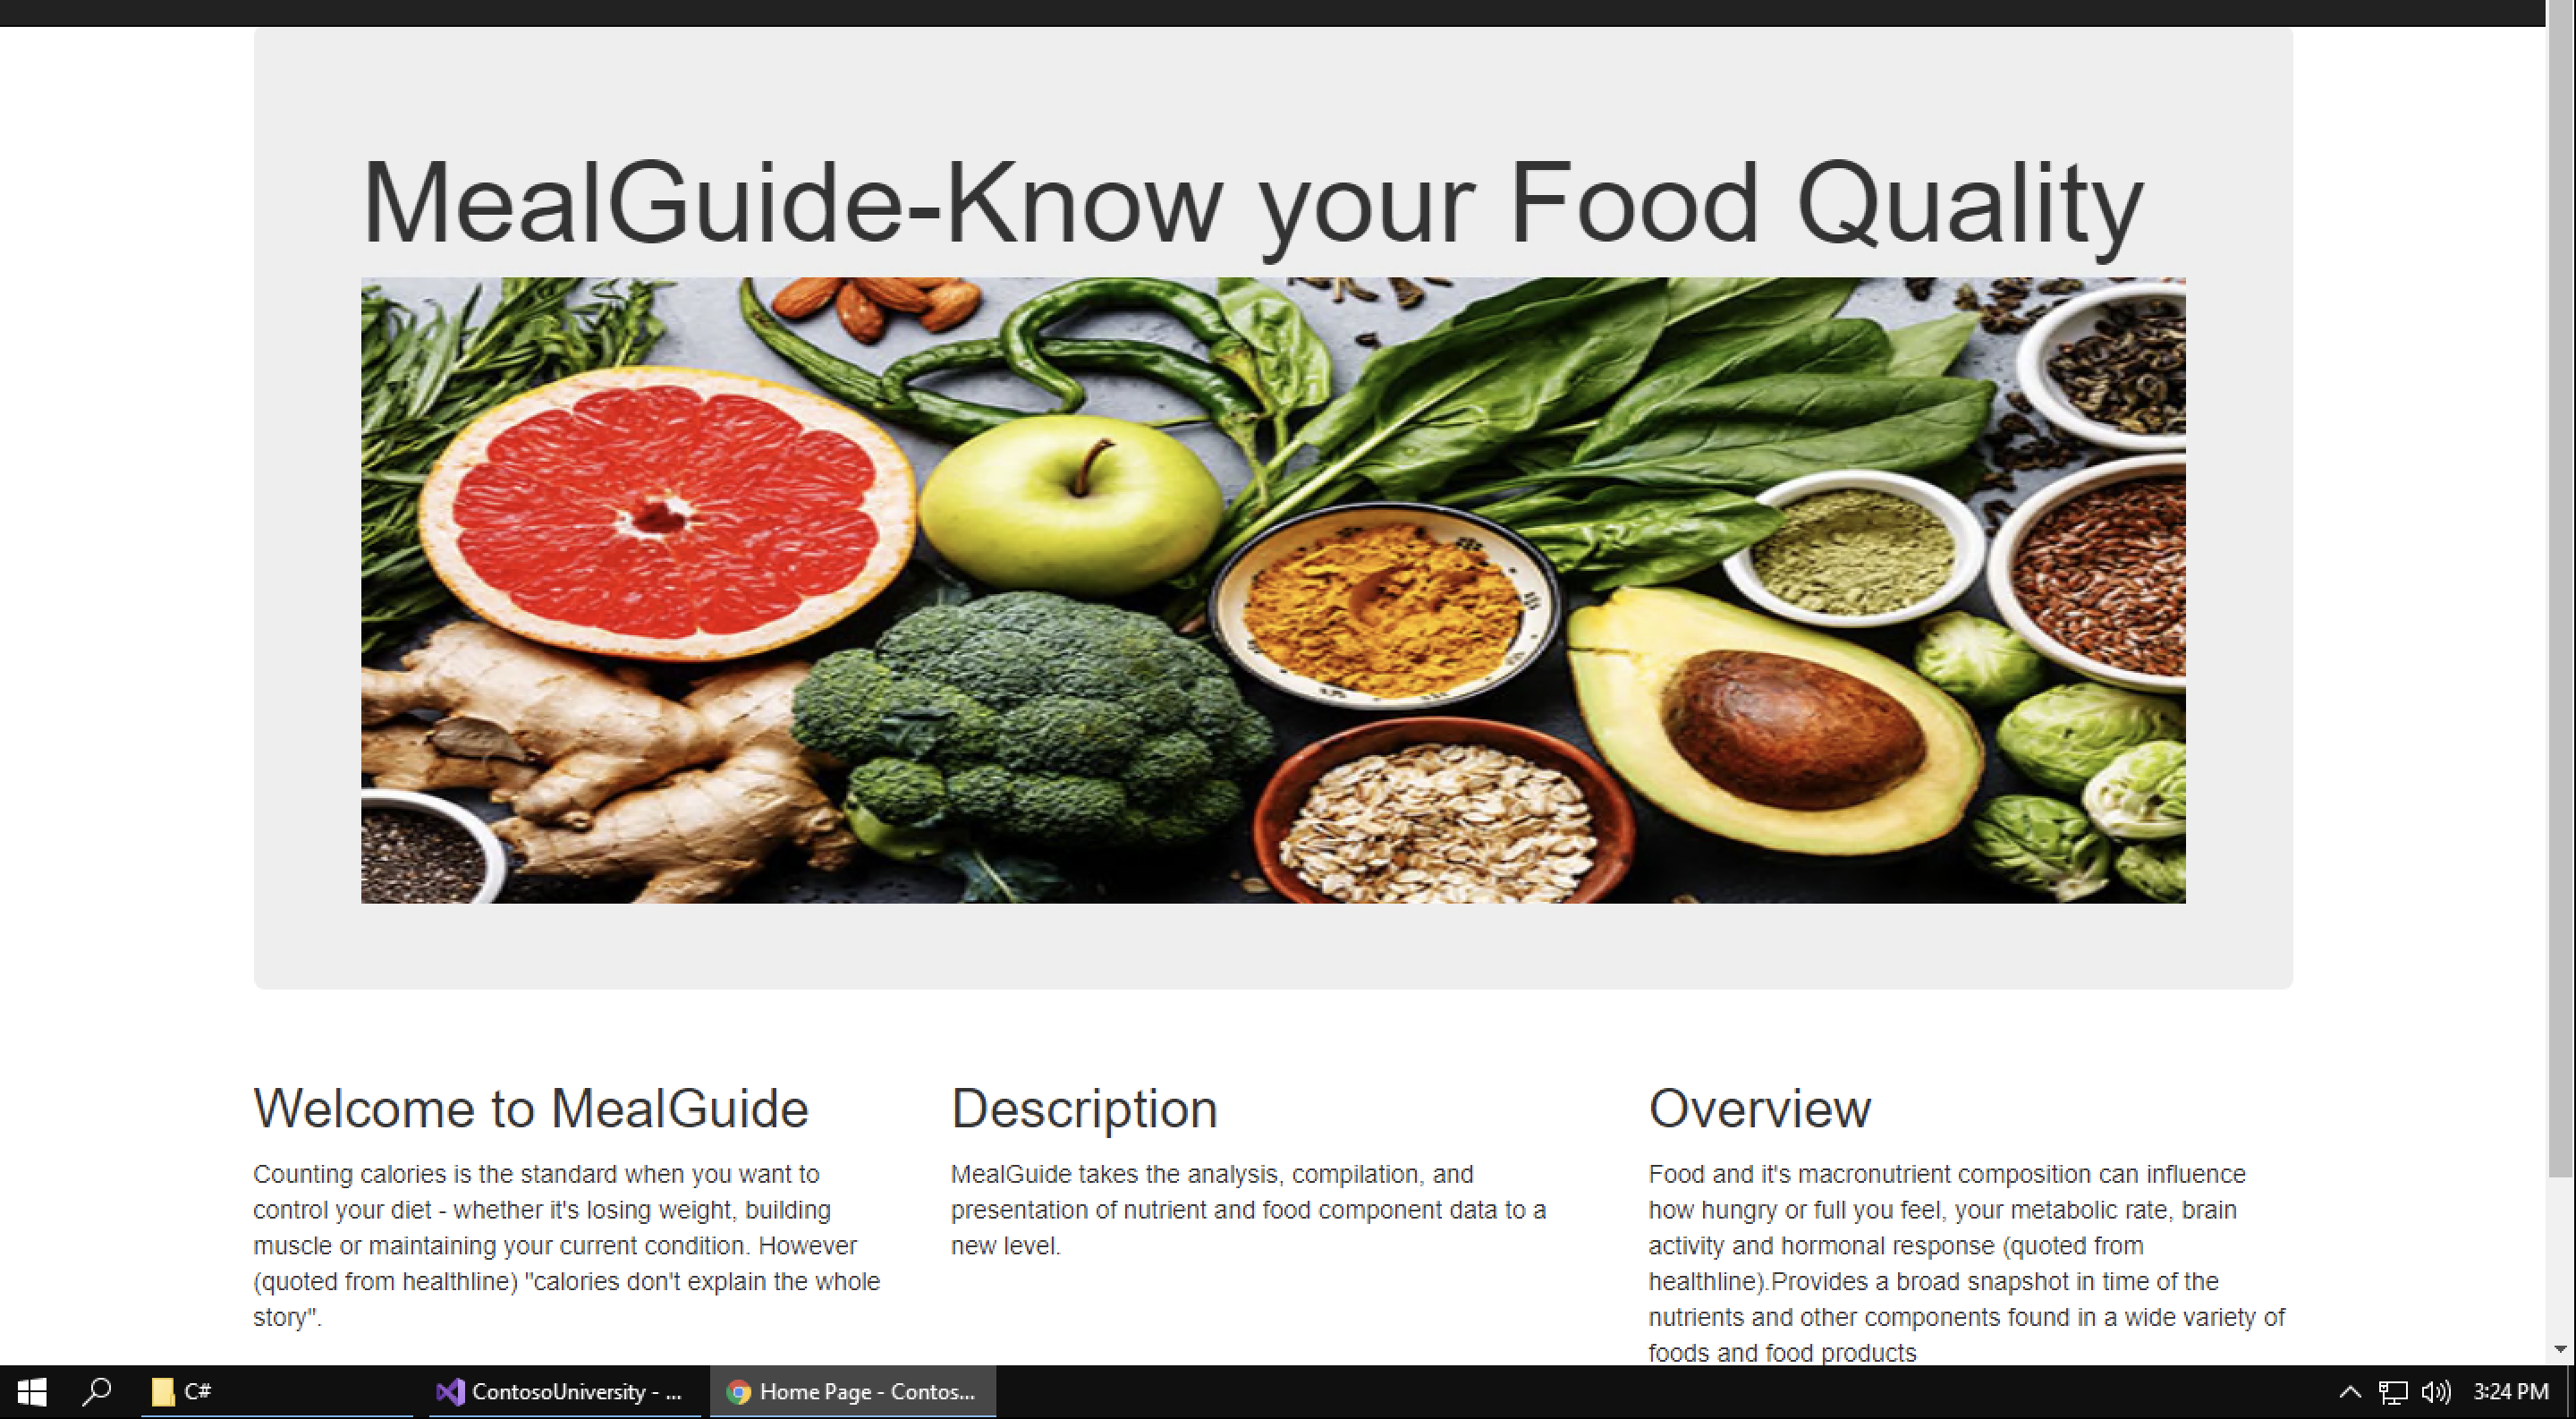 MealGuide-Know your Food Quality
Welcome to MealGuide
Counting calories is the standard when you want to
control your diet - whether it's losing weight, building
muscle or maintaining your current condition. However
(quoted from healthline) "calories don't explain the whole
story".
Description
MealGuide takes the analysis, compilation, and
presentation of nutrient and food component data to a
new level.
Overview
Food and it's macronutrient composition can influence
how hungry or full you feel, your metabolic rate, brain
activity and hormonal response (quoted from
healthline).Provides a broad snapshot in time of the
nutrients and other components found in a wide variety of
foods and food products
C#
ContosoUniversity - ...
Home Page - Contos...
3:24 PM